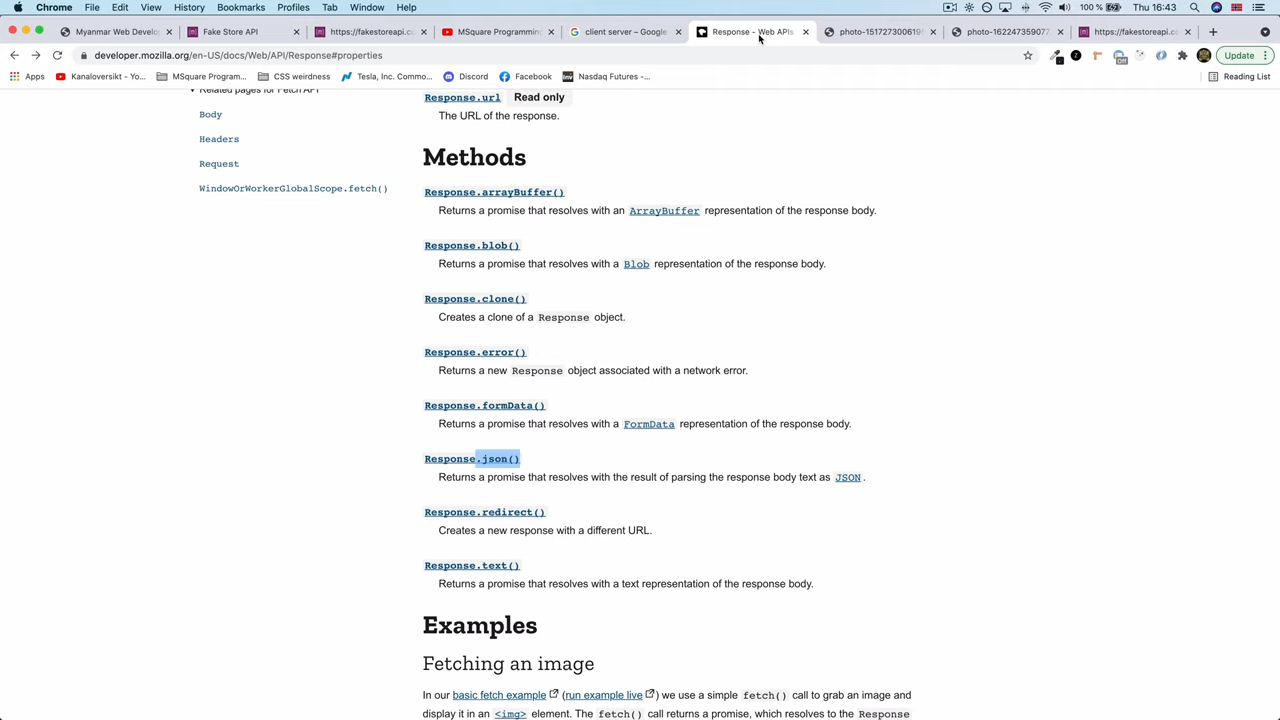 Chrome File Edit View History Bookmarks Profiles Tab Window Help 100 % Thu 16:43
Myanmar Web Develo Fake Store API https://fakestoreapi.c MSquare Programming client server – Google Response - Web APIs photo-151727300619 photo-162247359077 https://fakestoreapi.c
developer.mozilla.org/en-US/docs/Web/API/Response#properties Update
Apps Kanaloversikt - Yo... MSquare Program... CSS weirdness Tesla, Inc. Commo... Discord Facebook Nasdaq Futures -... Reading List
Related pages for Fetch API
Body
Headers
Request
WindowOrWorkerGlobalScope.fetch()
Response.url Read only
The URL of the response.
Methods
Response.arrayBuffer()
Returns a promise that resolves with an ArrayBuffer representation of the response body.
Response.blob()
Returns a promise that resolves with a Blob representation of the response body.
Response.clone()
Creates a clone of a Response object.
Response.error()
Returns a new Response object associated with a network error.
Response.formData()
Returns a promise that resolves with a FormData representation of the response body.
Response.json()
Returns a promise that resolves with the result of parsing the response body text as JSON.
Response.redirect()
Creates a new response with a different URL.
Response.text()
Returns a promise that resolves with a text representation of the response body.
Examples
Fetching an image
In our basic fetch example (run example live) we use a simple fetch() call to grab an image and
display it in an <img> element. The fetch() call returns a promise, which resolves to the Response